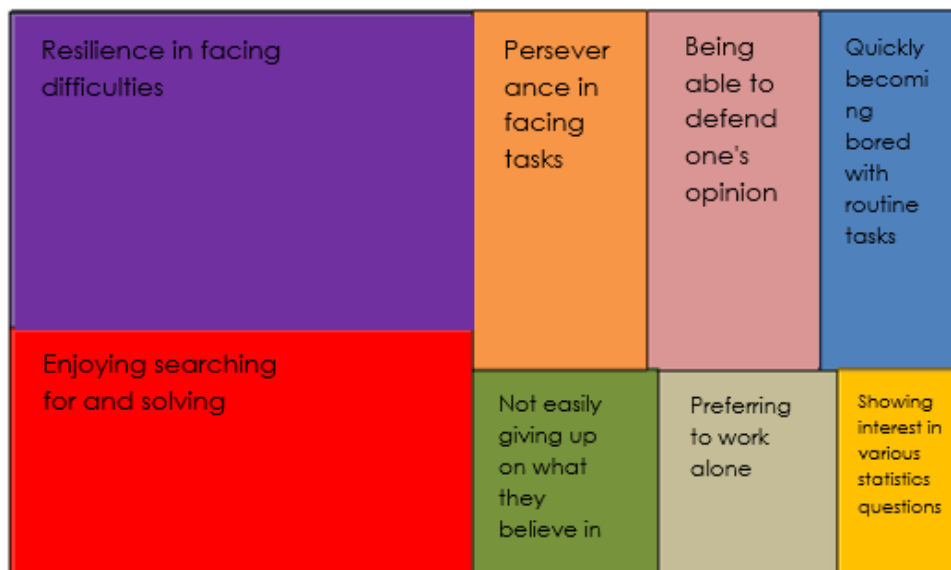 Resilience in facing
difficulties
Enjoying searching
for and solving
Persever
ance in
facing
tasks
Being
able to
defend
one's
opinion
Quickly
becomi
ng
bored
with
routine
tasks
Not easily
giving up
on what
they
believe in
Preferring
to work
alone
Showing
interest in
various
statistics
questions